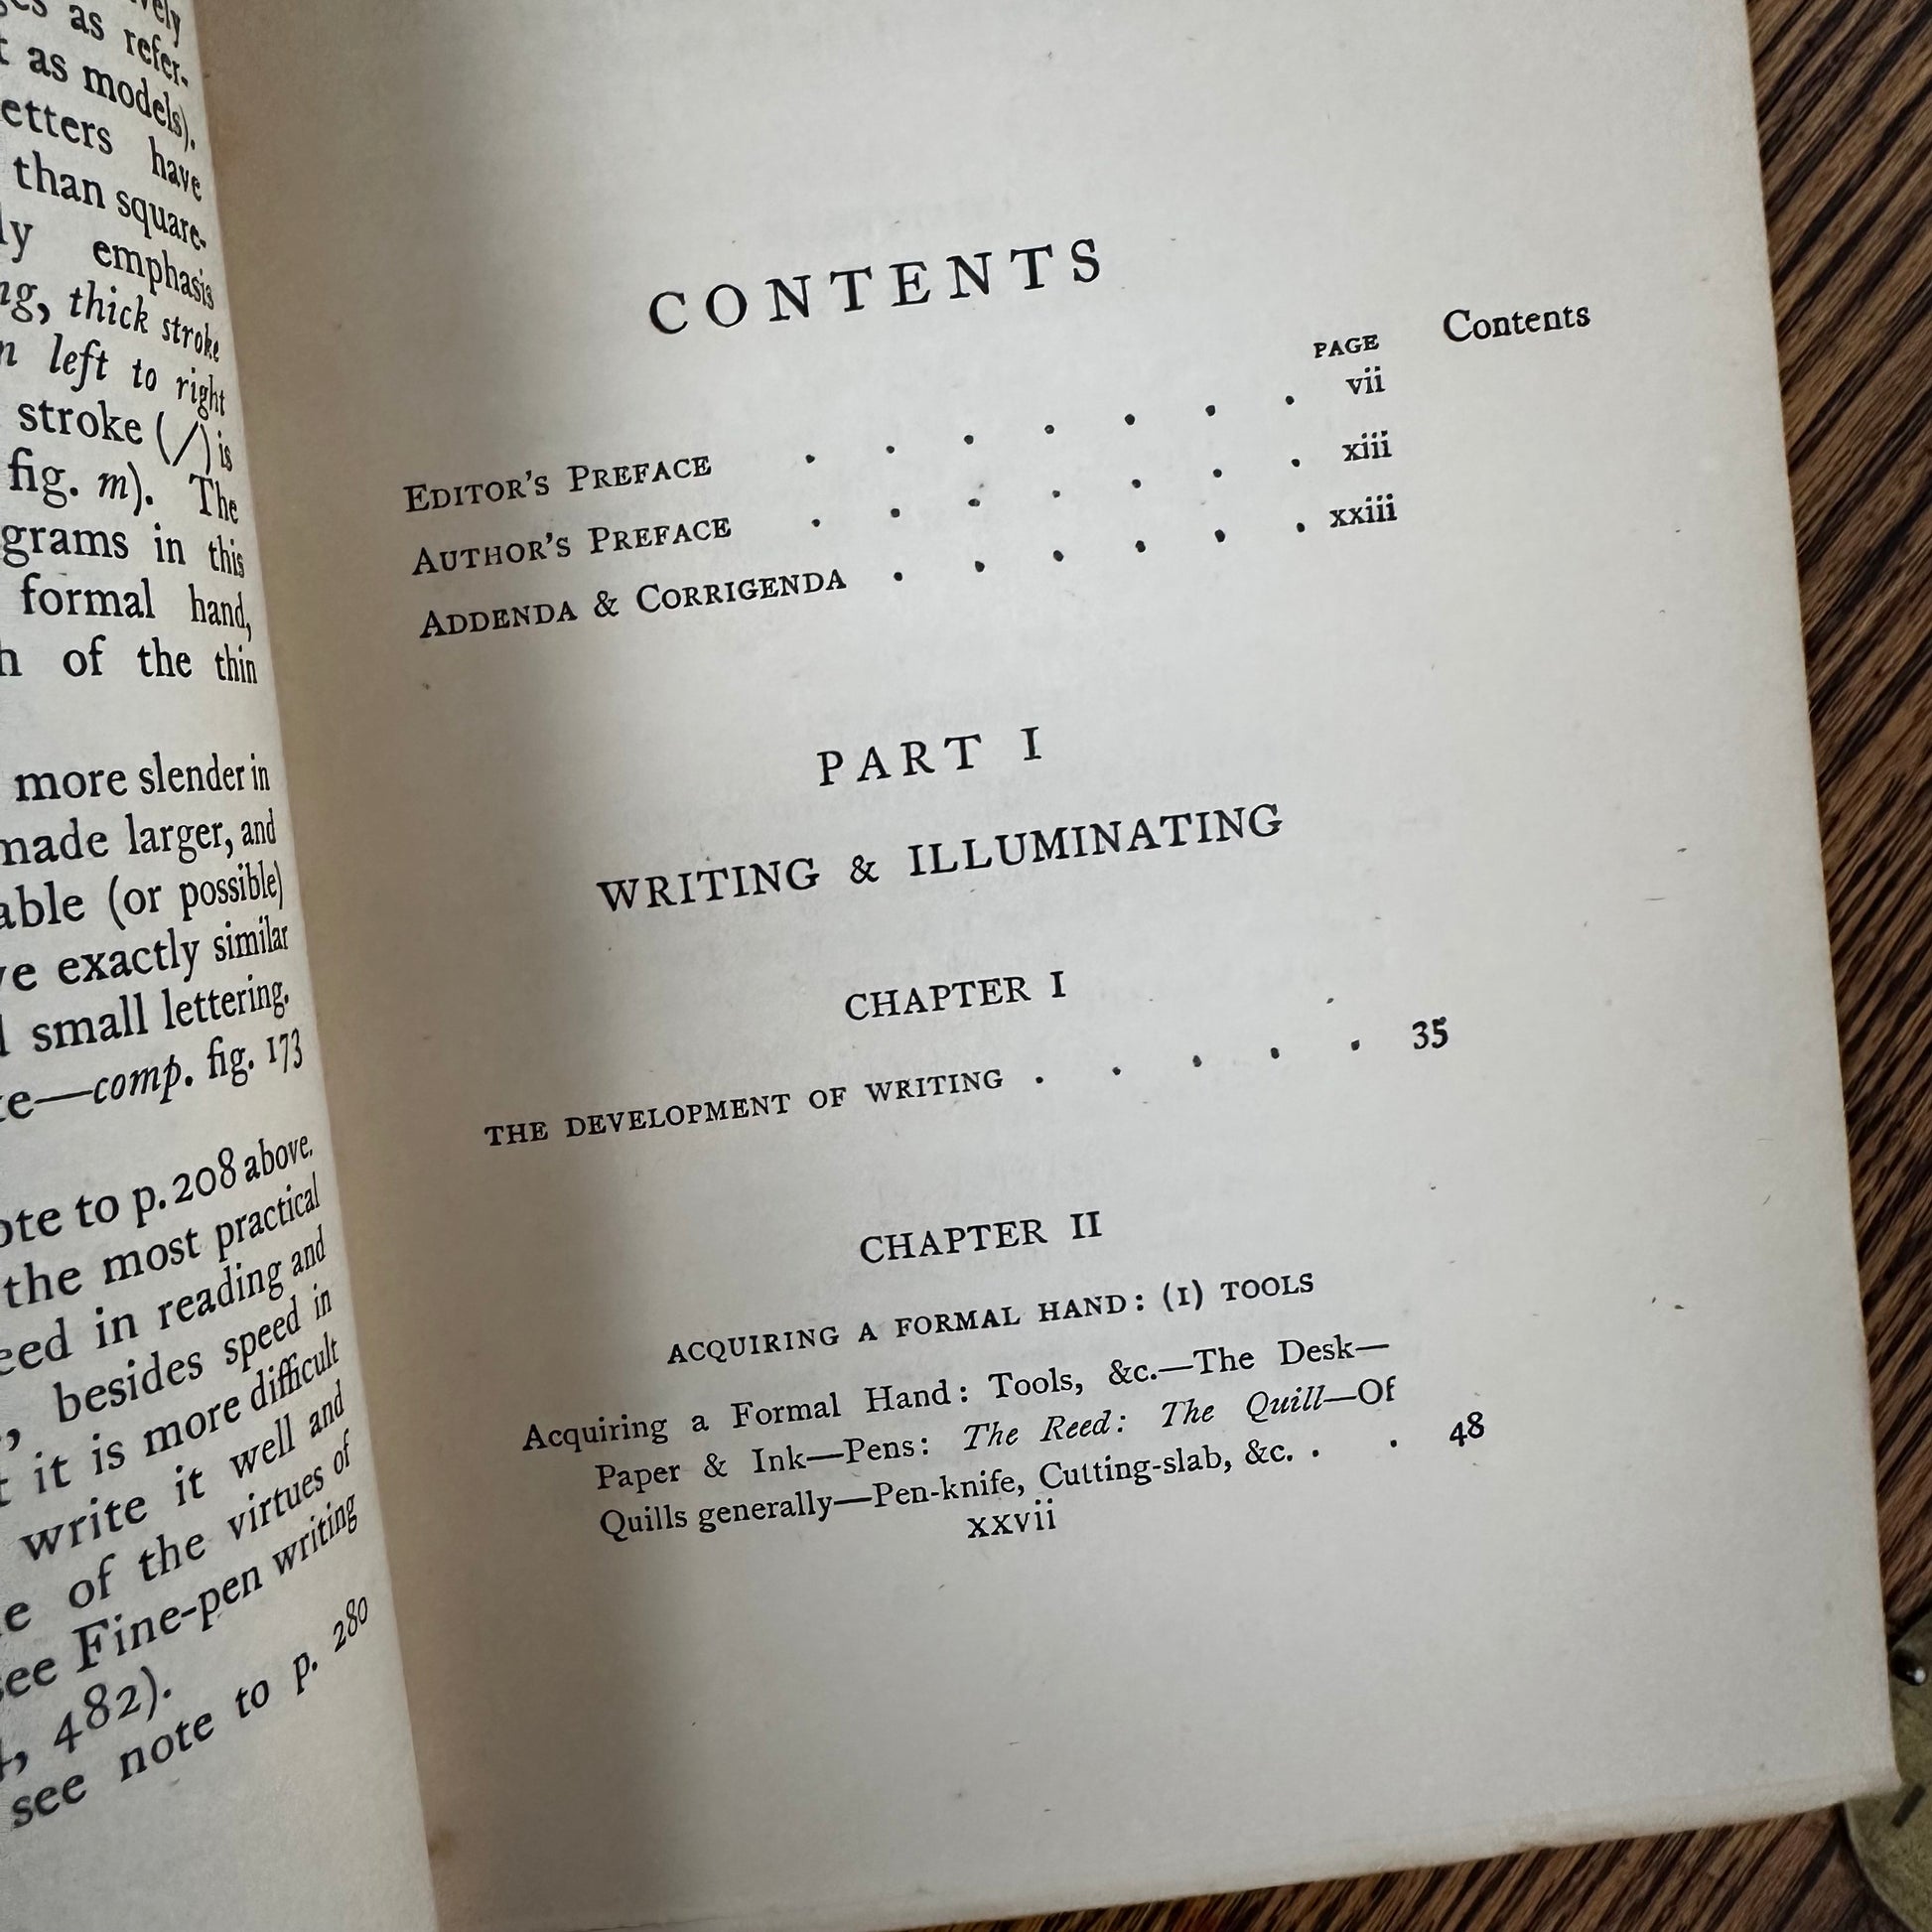 as refer-
as models).
etters have
than square-
ly emphasis
ng, thick stroke
left to right
stroke (/) is
fig. m). The
grams in this
formal hand,
of the thin
more slender in
made larger, and
able (or possible)
ve exactly similar
small lettering.
te—comp. fig. 173
ote to p. 208 above.
the most practical
eed in reading and
besides speed in
it is more difficult
write it well and
of the virtues of
see Fine-pen writing
482).
see note to p. 280
CONTENTS
Contents
PAGE
EDITOR'S PREFACE . . . . . . . vii
AUTHOR'S PREFACE . . . . . . . xiii
ADDENDA & CORRIGENDA . . . . . . xxiii
PART I
WRITING & ILLUMINATING
CHAPTER I
THE DEVELOPMENT OF WRITING . . . . . 35
CHAPTER II
ACQUIRING A FORMAL HAND: (1) TOOLS
Acquiring a Formal Hand: Tools, &c.—The Desk—
Paper & Ink—Pens: The Reed: The Quill—Of
Quills generally—Pen-knife, Cutting-slab, &c. . . 48
xxvii